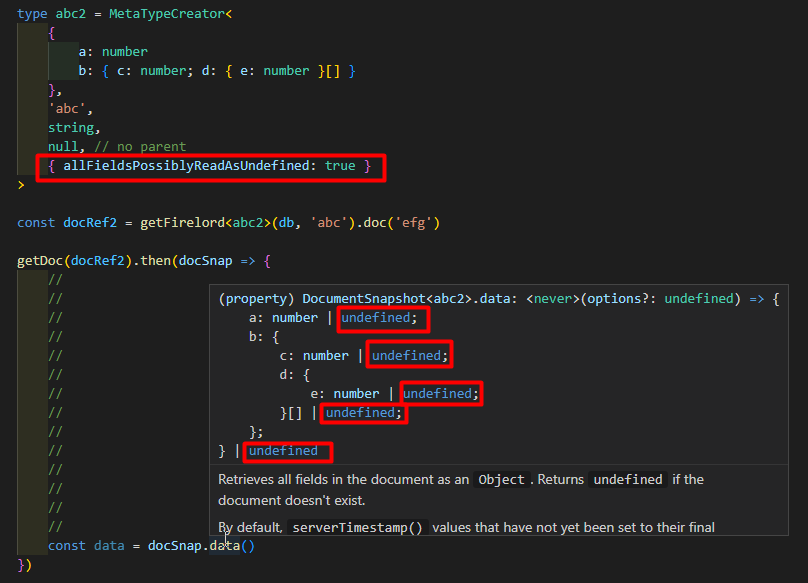 type abc2 = MetaTypeCreator<
{
a: number
b: { c: number; d: { e: number }[] }
},
'abc',
string,
null, // no parent
{ allFieldsPossiblyReadAsUndefined: true }
>
const docRef2 = getFirelord<abc2>(db, 'abc').doc('efg')
getDoc(docRef2).then(docSnap => {
//
//
//
//
//
//
//
//
//
//
//
//
//
//
(property) DocumentSnapshot<abc2>.data: <never>(options?: undefined) => {
a: number | undefined;
b: {
c: number | undefined;
d: {
e: number | undefined;
}[] | undefined;
};
} | undefined
Retrieves all fields in the document as an Object. Returns undefined if the
document doesn't exist.
By default, serverTimestamp() values that have not yet been set to their final
const data = docSnap.data()
})